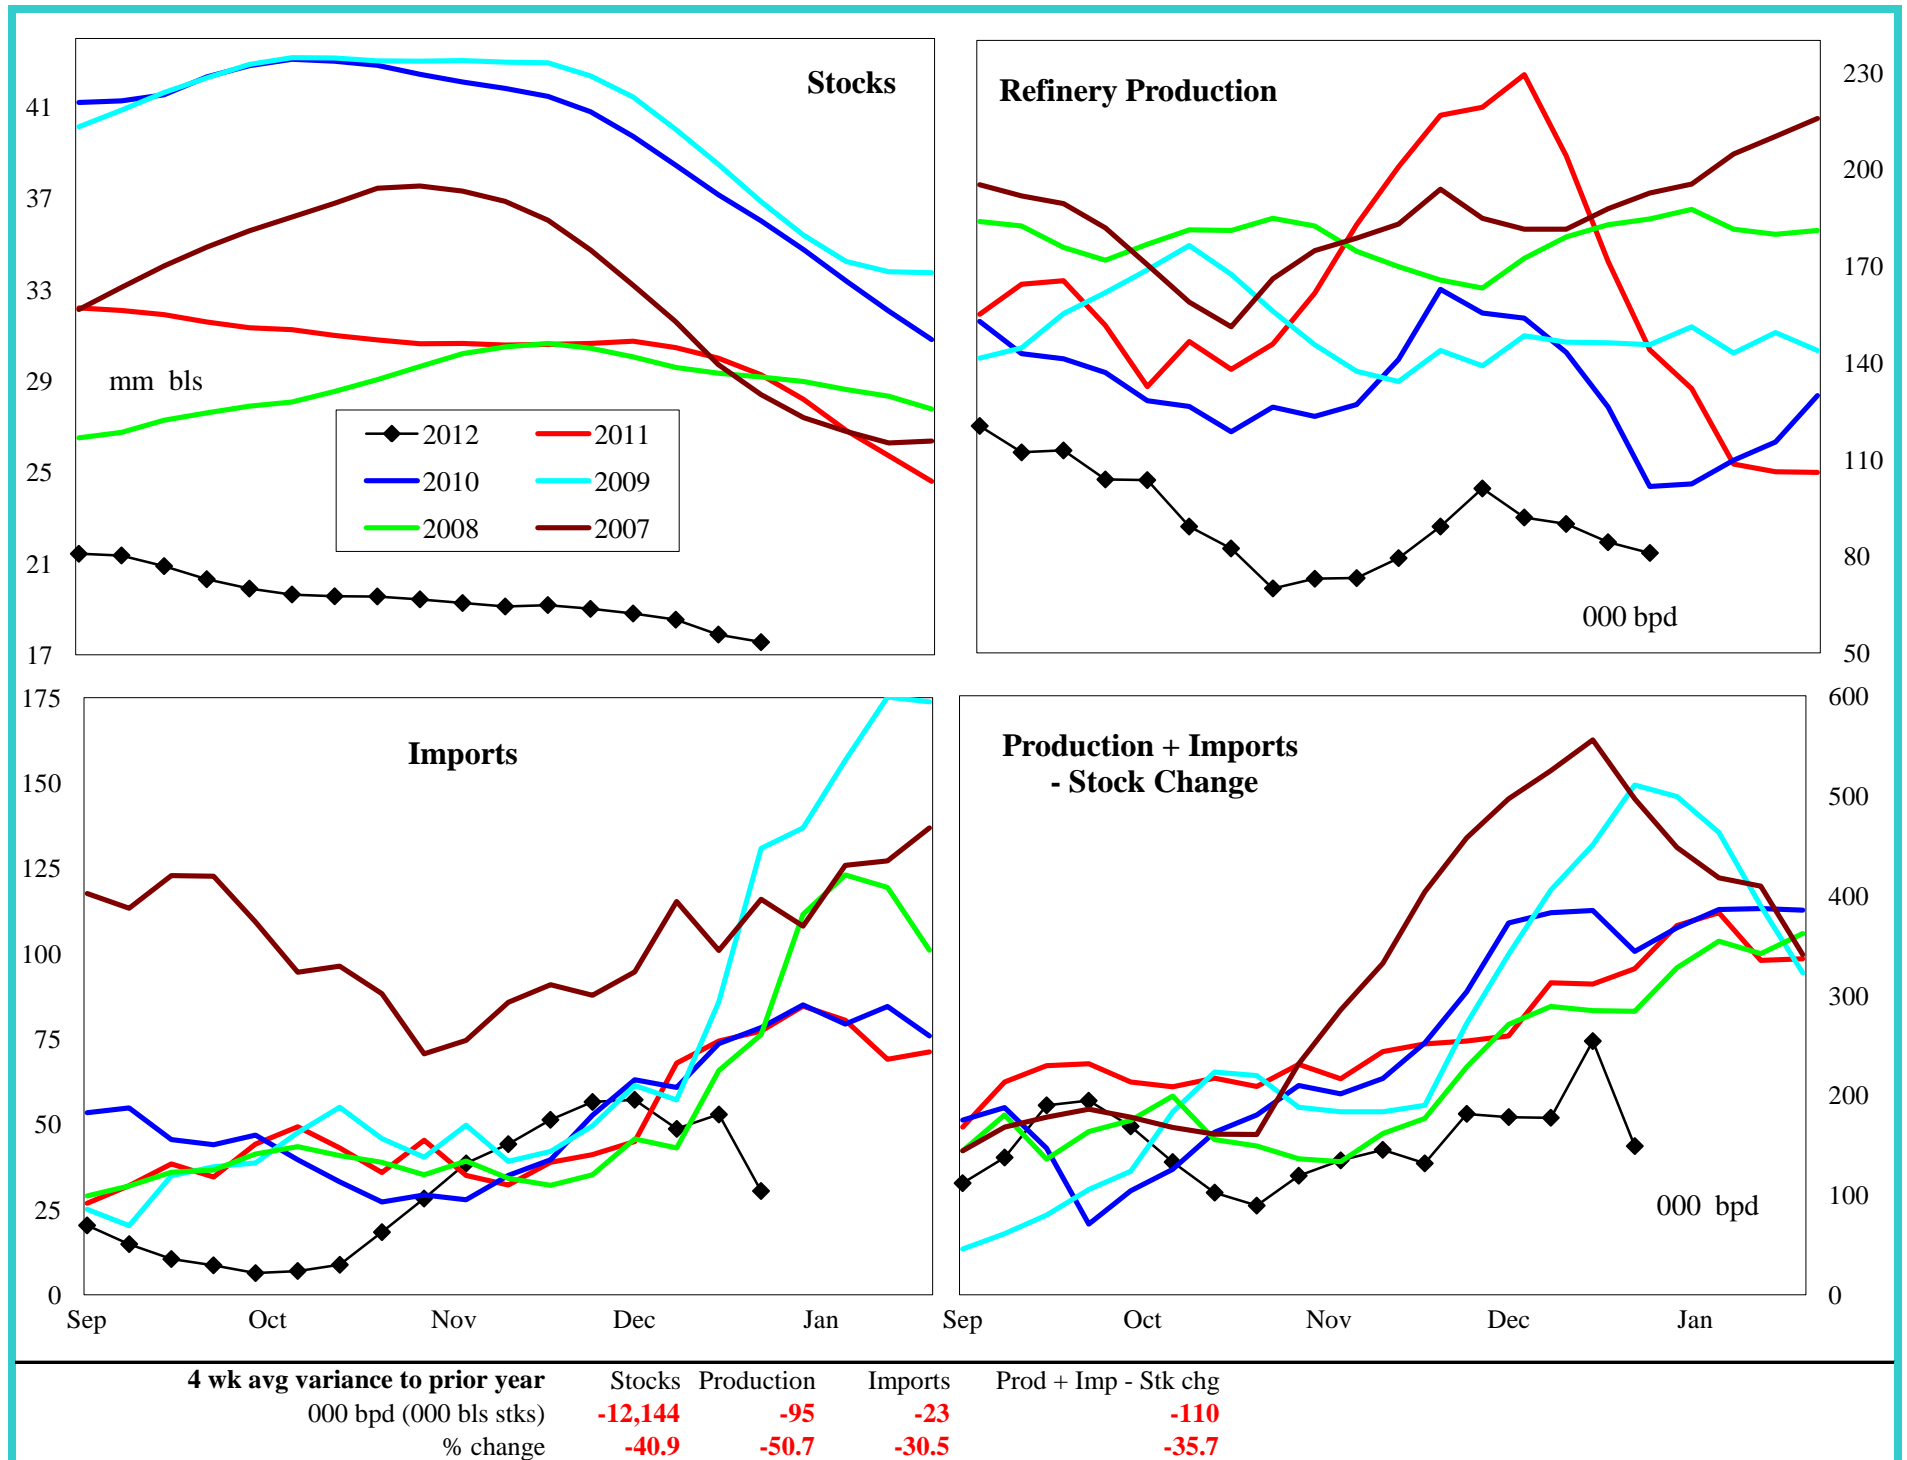 Stocks
41
37
33
29
25
21
17
mm bls
2012 2011
2010 2009
2008 2007
Refinery Production
230
200
170
140
110
80
50
000 bpd
Imports
175
150
125
100
75
50
25
0
Sep Oct Nov Dec Jan
Production + Imports
- Stock Change
600
500
400
300
200
100
0
000 bpd
Sep Oct Nov Dec Jan
4 wk avg variance to prior year Stocks Production Imports Prod + Imp - Stk chg
000 bpd (000 bls stks) -12,144 -95 -23 -110
% change -40.9 -50.7 -30.5 -35.7